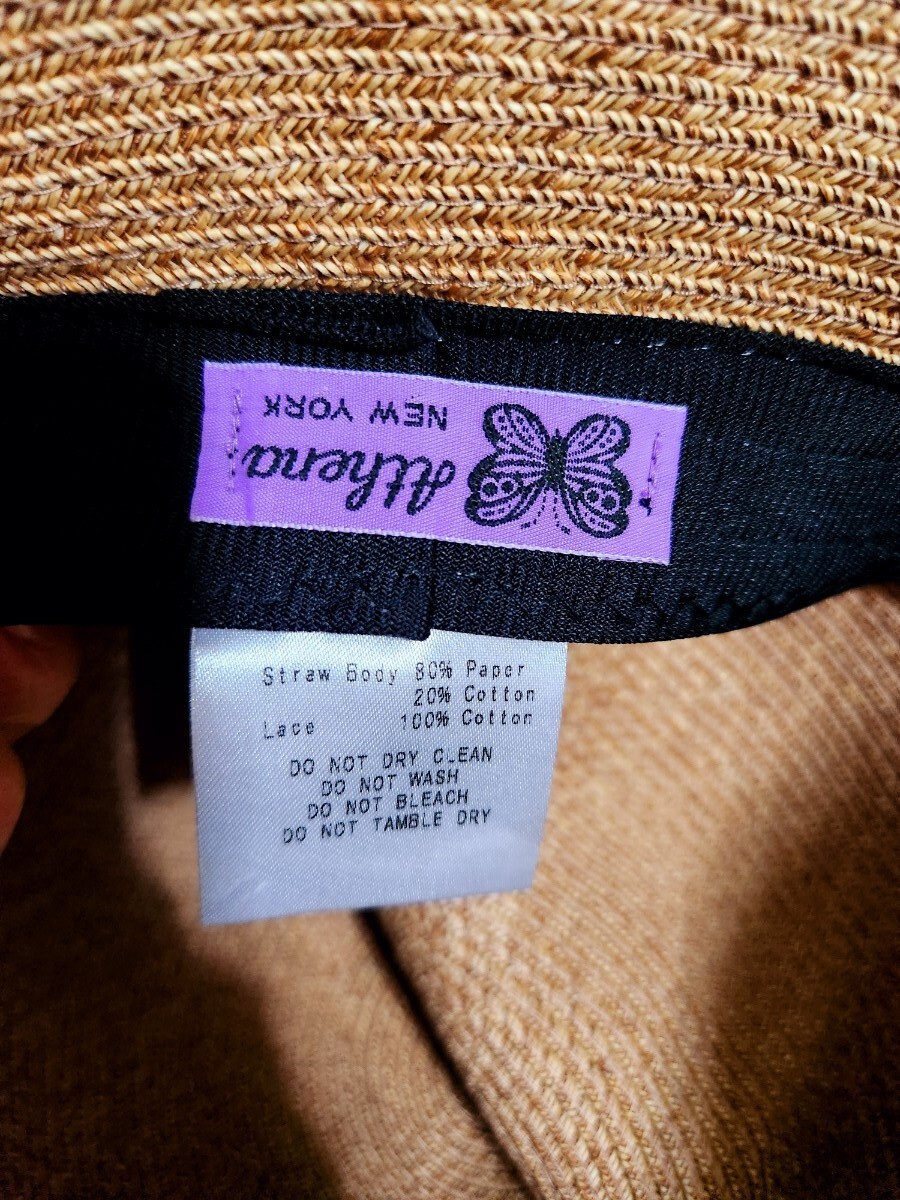 Athena
NEW YORK
Straw Body 80% Paper
20% Cotton
Lace 100% Cotton
DO NOT DRY CLEAN
DO NOT WASH
DO NOT BLEACH
DO NOT TAMBLE DRY